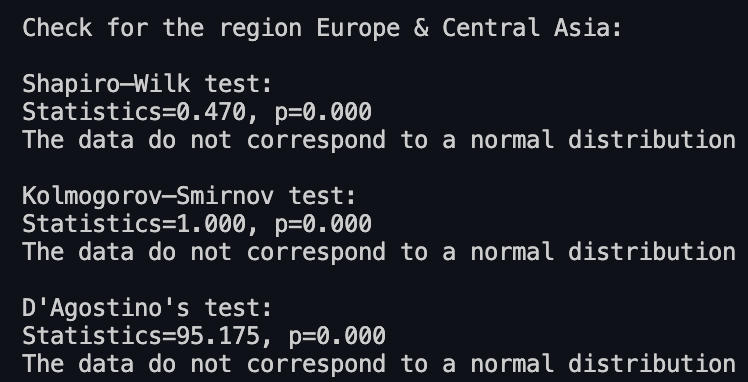 Check for the region Europe & Central Asia:
Shapiro–Wilk test:
Statistics=0.470, p=0.000
The data do not correspond to a normal distribution
Kolmogorov–Smirnov test:
Statistics=1.000, p=0.000
The data do not correspond to a normal distribution
D'Agostino's test:
Statistics=95.175, p=0.000
The data do not correspond to a normal distribution